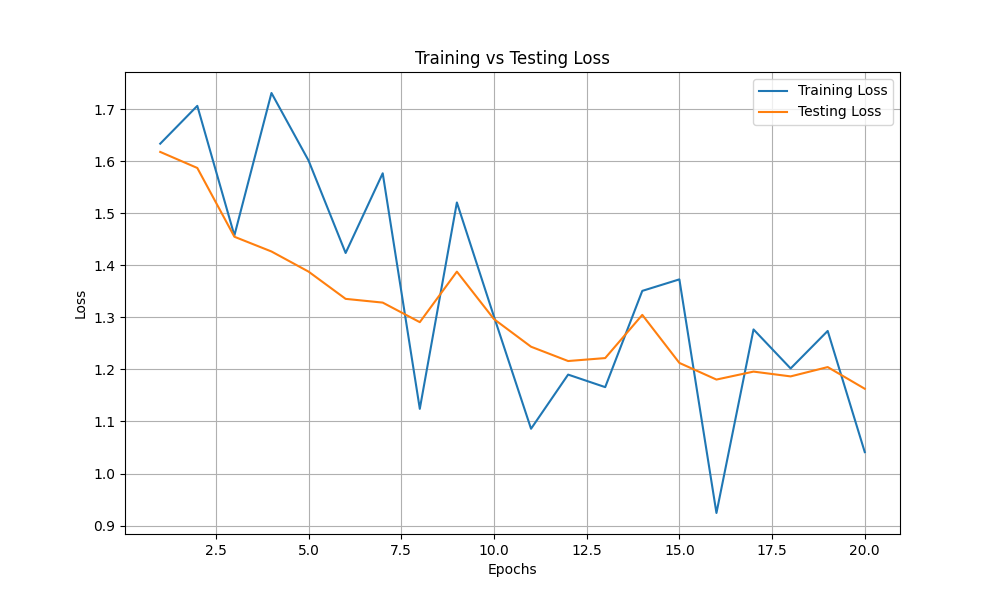 Training vs Testing Loss
Training Loss
Testing Loss
1.7
1.6
1.5
1.4
1.3
1.2
1.1
1.0
0.9
Loss
2.5 5.0 7.5 10.0 12.5 15.0 17.5 20.0
Epochs